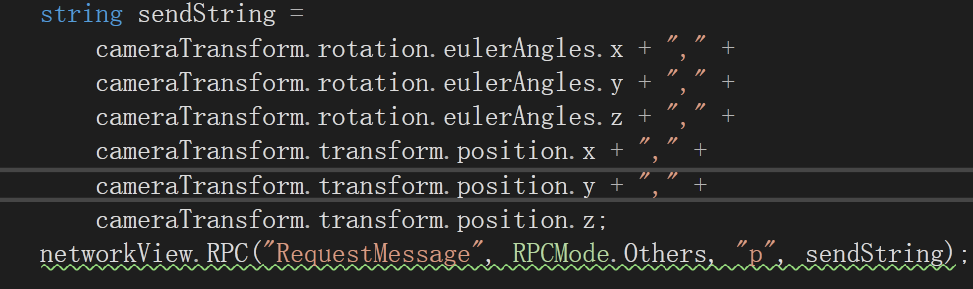 string sendString =
cameraTransform.rotation.eulerAngles.x + "," +
cameraTransform.rotation.eulerAngles.y + "," +
cameraTransform.rotation.eulerAngles.z + "," +
cameraTransform.transform.position.x + "," +
cameraTransform.transform.position.y + "," +
cameraTransform.transform.position.z;
networkView.RPC("RequestMessage", RPCMode.Others, "p", sendString);